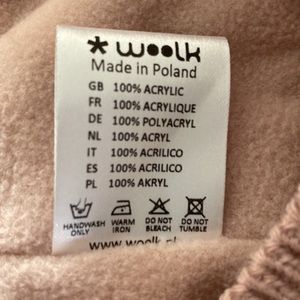 * woolk
Made in Poland
GB 100% ACRYLIC
FR 100% ACRYLIQUE
DE 100% POLYACRYL
NL 100% ACRYL
IT 100% ACRILICO
ES 100% ACRILICO
PL 100% AKRYL
HANDWASH ONLY
WARM IRON
DO NOT BLEACH
DO NOT TUMBLE
www.woolk.pl